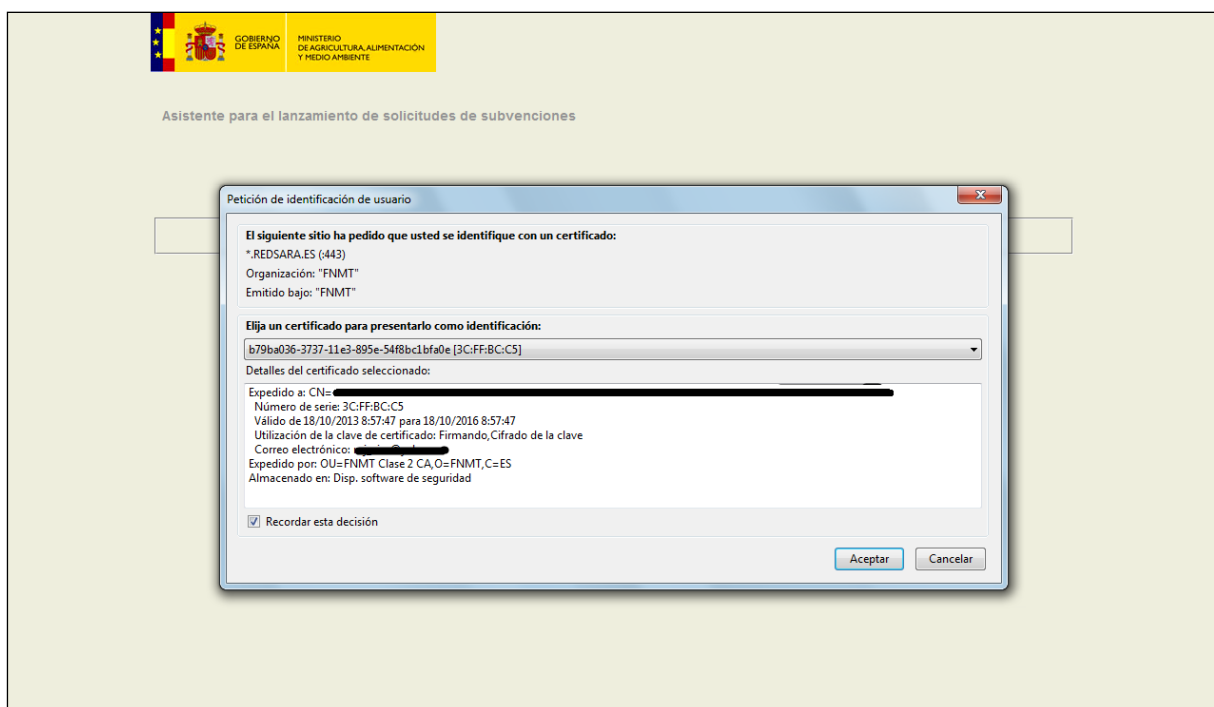 GOBIERNO
DE ESPAÑA
MINISTERIO
DE AGRICULTURA, ALIMENTACIÓN
Y MEDIO AMBIENTE
Asistente para el lanzamiento de solicitudes de subvenciones
Petición de identificación de usuario
El siguiente sitio ha pedido que usted se identifique con un certificado:
*.REDSARA.ES (:443)
Organización: "FNMT"
Emitido bajo: "FNMT"
Elija un certificado para presentarlo como identificación:
b79ba036-3737-11e3-895e-54f8bc1bfa0e [3C:FF:BC:C5]
Detalles del certificado seleccionado:
Expedido a: CN=
Número de serie: 3C:FF:BC:C5
Válido de 18/10/2013 8:57:47 para 18/10/2016 8:57:47
Utilización de la clave de certificado: Firmando,Cifrado de la clave
Correo electrónico:
Expedido por: OU=FNMT Clase 2 CA,O=FNMT,C=ES
Almacenado en: Disp. software de seguridad
Recordar esta decisión
Aceptar
Cancelar